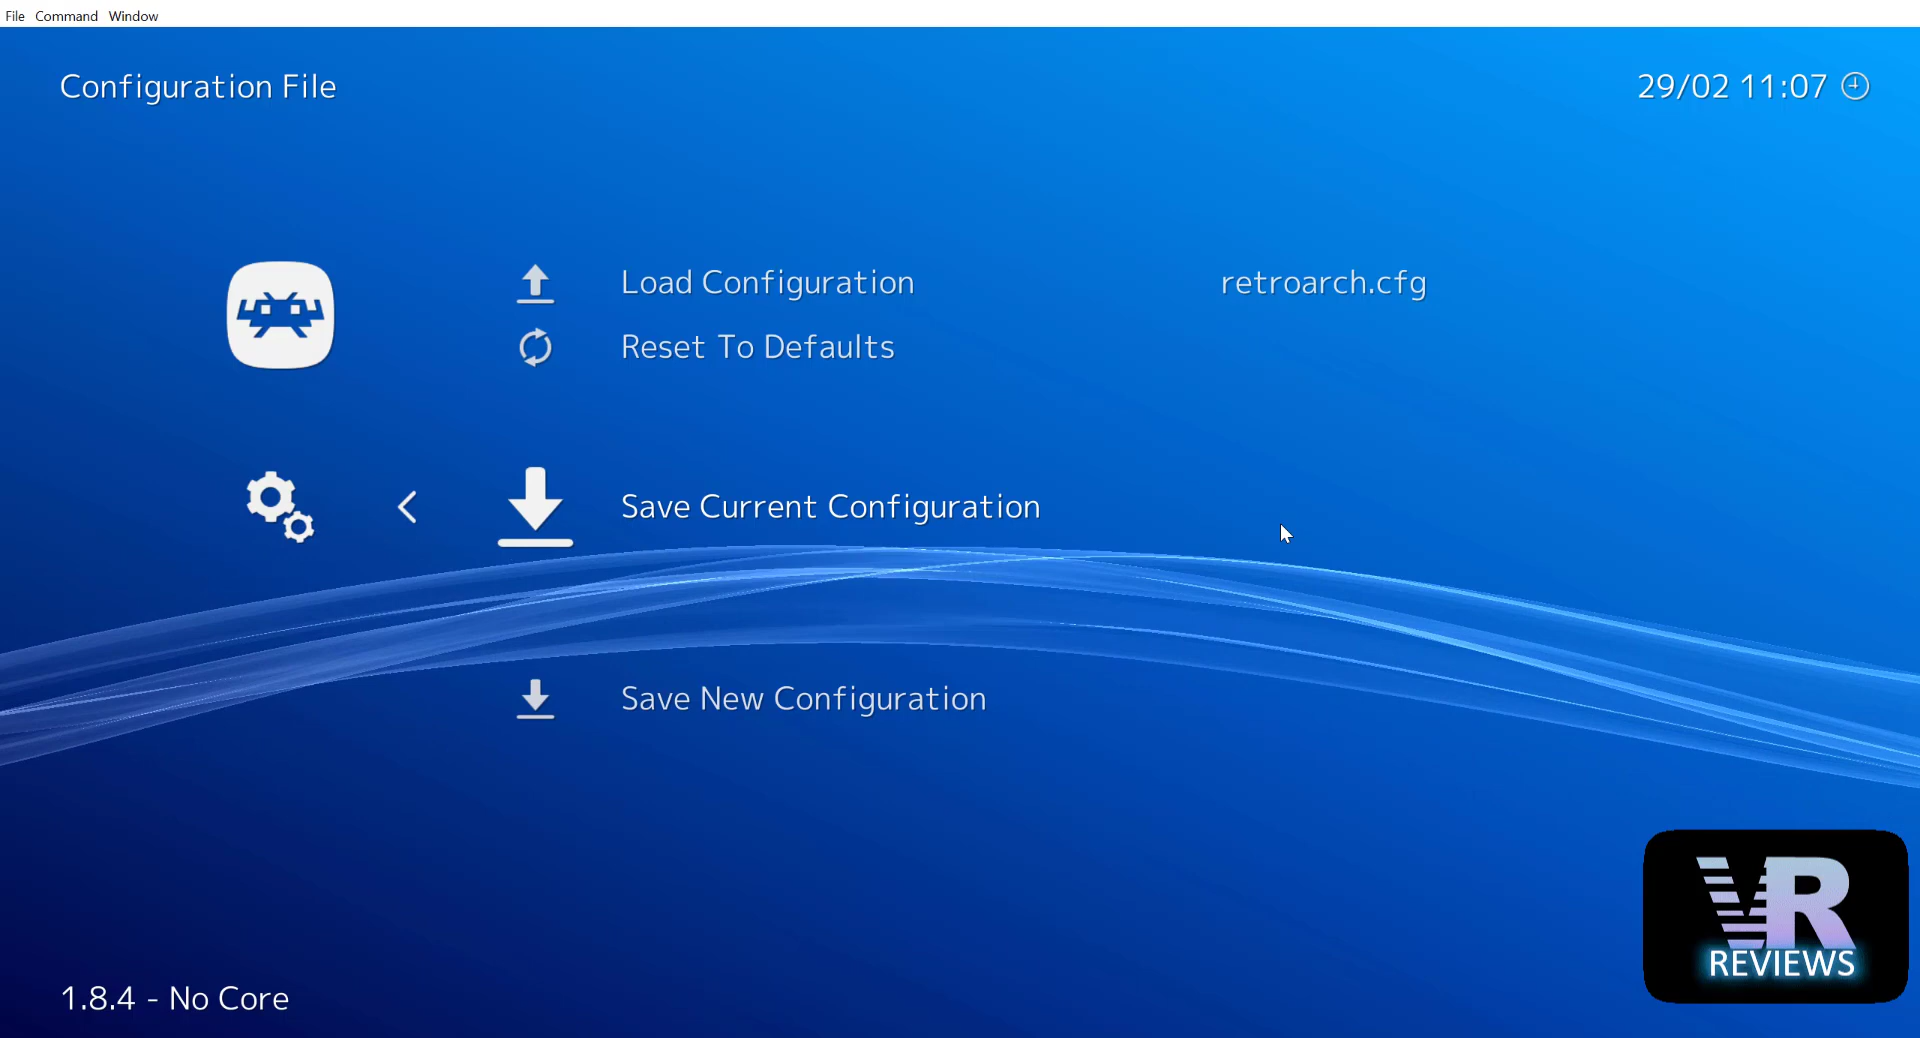 File Command Window
Configuration File
29/02 11:07
Load Configuration retroarch.cfg
Reset To Defaults
Save Current Configuration
Save New Configuration
VR
REVIEWS
1.8.4 - No Core